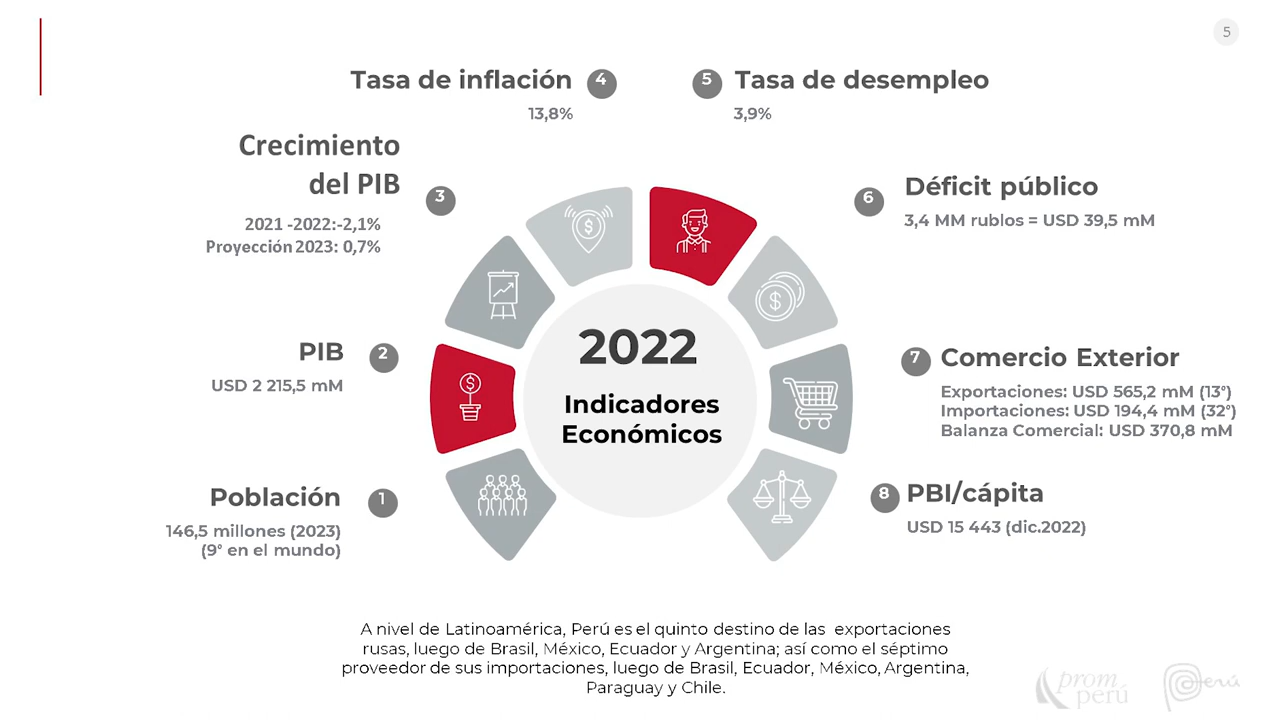 5
Tasa de inflación 4
13,8%
5 Tasa de desempleo
3,9%
Crecimiento
del PIB
3
2021 -2022:-2,1%
Proyección 2023: 0,7%
6
Déficit público
3,4 MM rublos = USD 39,5 mM
PIB 2
USD 2 215,5 mM
2022
Indicadores
Económicos
7 Comercio Exterior
Exportaciones: USD 565,2 mM (13°)
Importaciones: USD 194,4 mM (32°)
Balanza Comercial: USD 370,8 mM
Población 1
146,5 millones (2023)
(9° en el mundo)
8 PBI/cápita
USD 15 443 (dic.2022)
A nivel de Latinoamérica, Perú es el quinto destino de las exportaciones
rusas, luego de Brasil, México, Ecuador y Argentina; así como el séptimo
proveedor de sus importaciones, luego de Brasil, Ecuador, México, Argentina,
Paraguay y Chile.
prom
perú
Perú